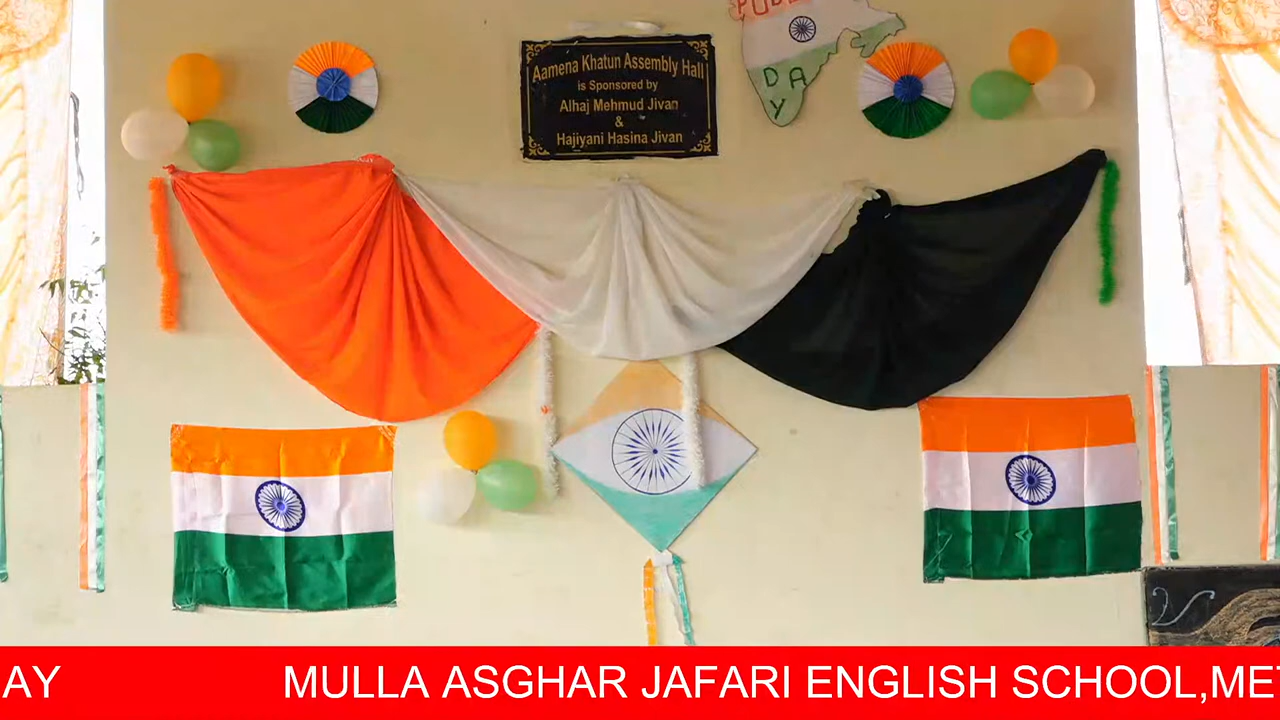 DAY
Aamena Khatun Assembly Hall
is Sponsored by
Alhaj Mehmud Jivan
&
Hajiyani Hasina Jivan
AY MULLA ASGHAR JAFARI ENGLISH SCHOOL,ME